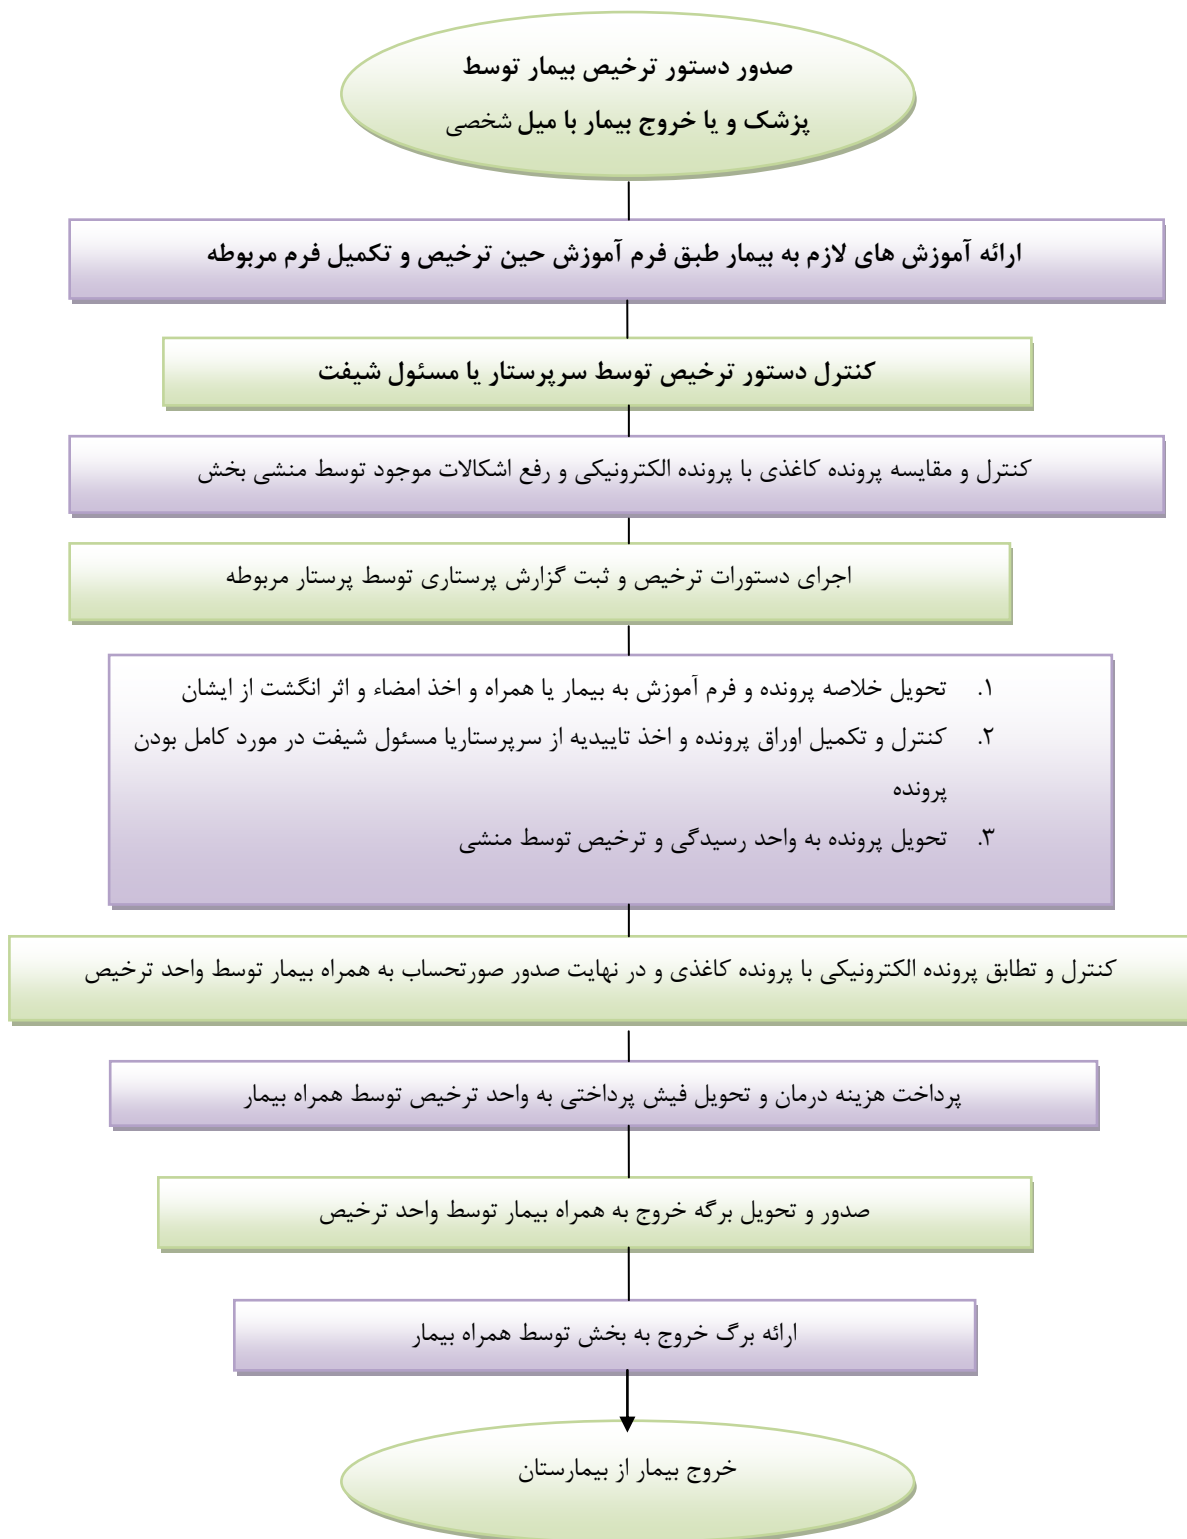 صدور دستور ترخیص بیمار توسط
پزشک و یا خروج بیمار با میل شخصی
ارائه آموزش های لازم به بیمار طبق فرم آموزش حین ترخیص و تکمیل فرم مربوطه
کنترل دستور ترخیص توسط سرپرستار یا مسئول شیفت
کنترل و مقایسه پرونده کاغذی با پرونده الکترونیکی و رفع اشکالات موجود توسط منشی بخش
اجرای دستورات ترخیص و ثبت گزارش پرستاری توسط پرستار مربوطه
۱. تحویل خلاصه پرونده و فرم آموزش به بیمار یا همراه و اخذ امضاء و اثر انگشت از ایشان
۲. کنترل و تکمیل اوراق پرونده و اخذ تاییدیه از سرپرستاریا مسئول شیفت در مورد کامل بودن
پرونده
۳. تحویل پرونده به واحد رسیدگی و ترخیص توسط منشی
کنترل و تطابق پرونده الکترونیکی با پرونده کاغذی و در نهایت صدور صورتحساب به همراه بیمار توسط واحد ترخیص
پرداخت هزینه درمان و تحویل فیش پرداختی به واحد ترخیص توسط همراه بیمار
صدور و تحویل برگه خروج به همراه بیمار توسط واحد ترخیص
ارائه برگ خروج به بخش توسط همراه بیمار
خروج بیمار از بیمارستان